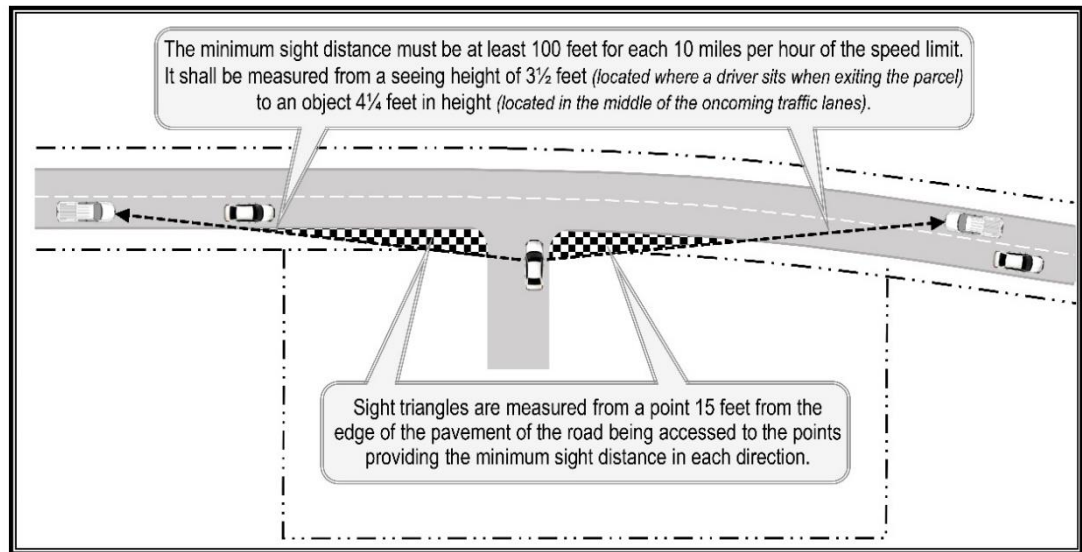 The minimum sight distance must be at least 100 feet for each 10 miles per hour of the speed limit.
It shall be measured from a seeing height of 3½ feet (located where a driver sits when exiting the parcel)
to an object 4¼ feet in height (located in the middle of the oncoming traffic lanes).
Sight triangles are measured from a point 15 feet from the
edge of the pavement of the road being accessed to the points
providing the minimum sight distance in each direction.